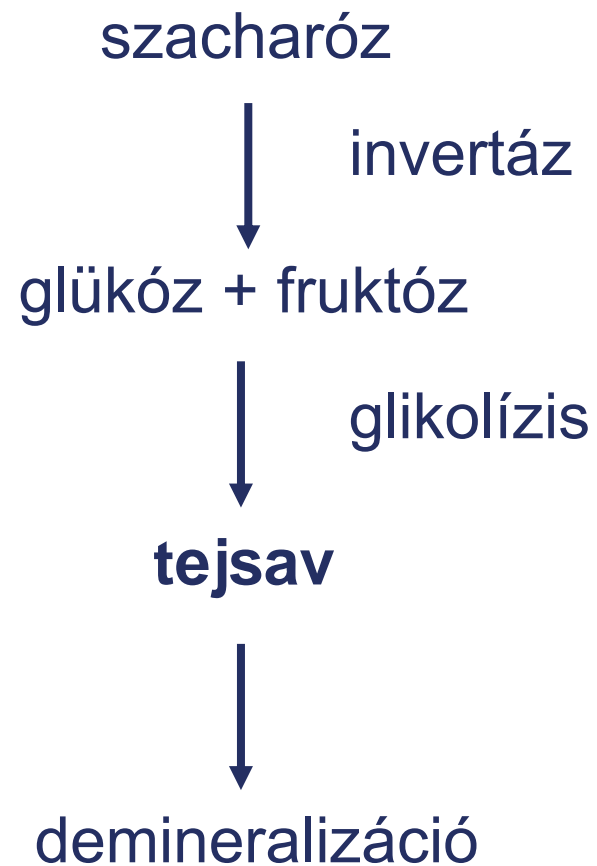 szacharóz
invertáz
glükóz + fruktóz
glikolízis
tejsav
demineralizáció